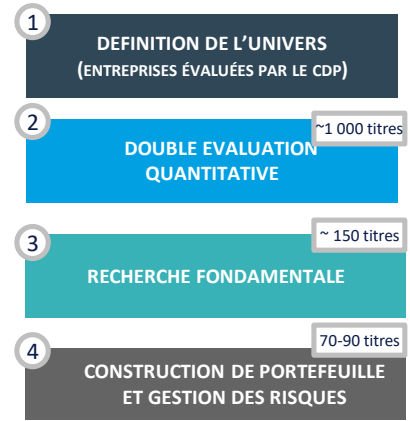 1
DEFINITION DE L'UNIVERS
(ENTREPRISES ÉVALUÉES PAR LE CDP)
2
~1 000 titres
DOUBLE EVALUATION
QUANTITATIVE
~ 150 titres
3
RECHERCHE FONDAMENTALE
70-90 titres
4
CONSTRUCTION DE PORTEFEUILLE
ET GESTION DES RISQUES